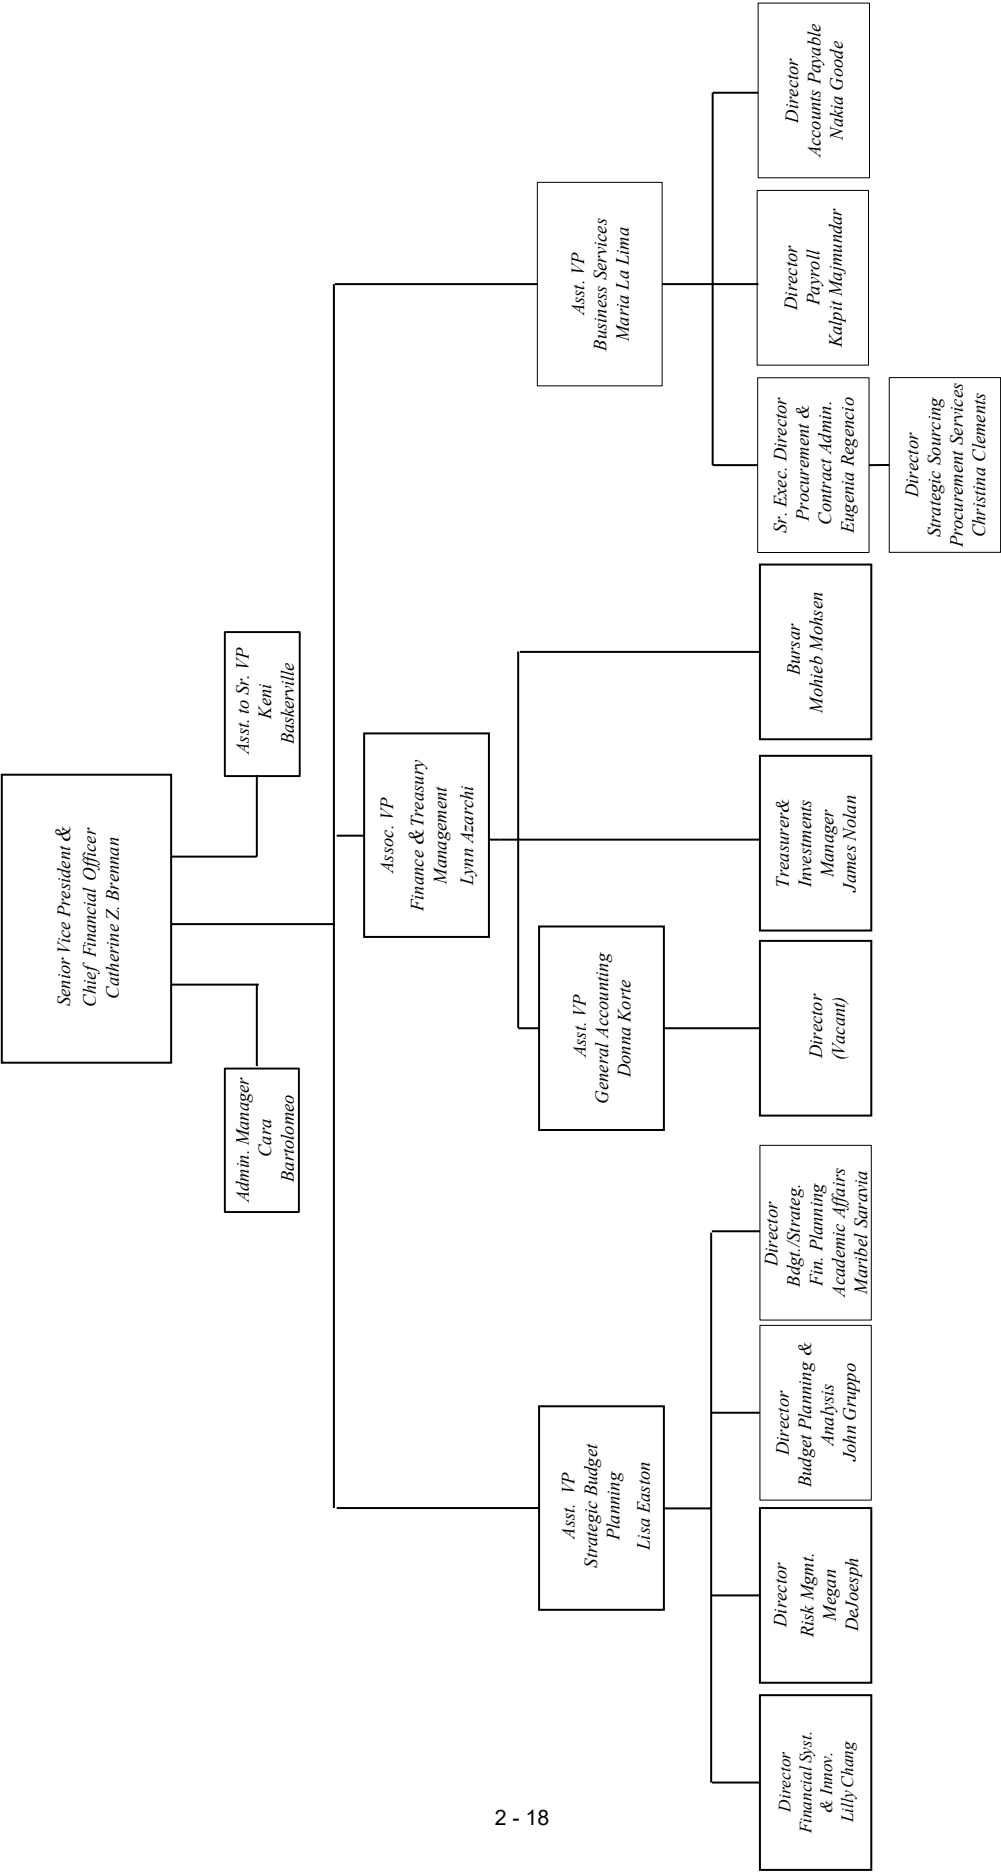 Senior Vice President &
Chief Financial Officer
Catherine Z. Brennan
Admin. Manager
Cara
Bartolomeo
Asst. to Sr. VP
Keni
Baskerville
Assoc. VP
Finance & Treasury
Management
Lynn Azarchi
Asst. VP
Strategic Budget
Planning
Lisa Easton
Asst. VP
General Accounting
Donna Korte
Asst. VP
Business Services
Maria La Lima
Director
Financial Syst.
& Innov.
Lilly Chang
Director
Risk Mgmt.
Megan
DeJoesph
Director
Budget Planning &
Analysis
John Gruppo
Director
Bdgt./Strateg.
Fin. Planning
Academic Affairs
Maribel Saravia
Director
(Vacant)
Treasurer&
Investments
Manager
James Nolan
Bursar
Mohieb Mohsen
Sr. Exec. Director
Procurement &
Contract Admin.
Eugenia Regencio
Director
Payroll
Kalpit Majmundar
Director
Accounts Payable
Nakia Goode
Director
Strategic Sourcing
Procurement Services
Christina Clements
2 - 18